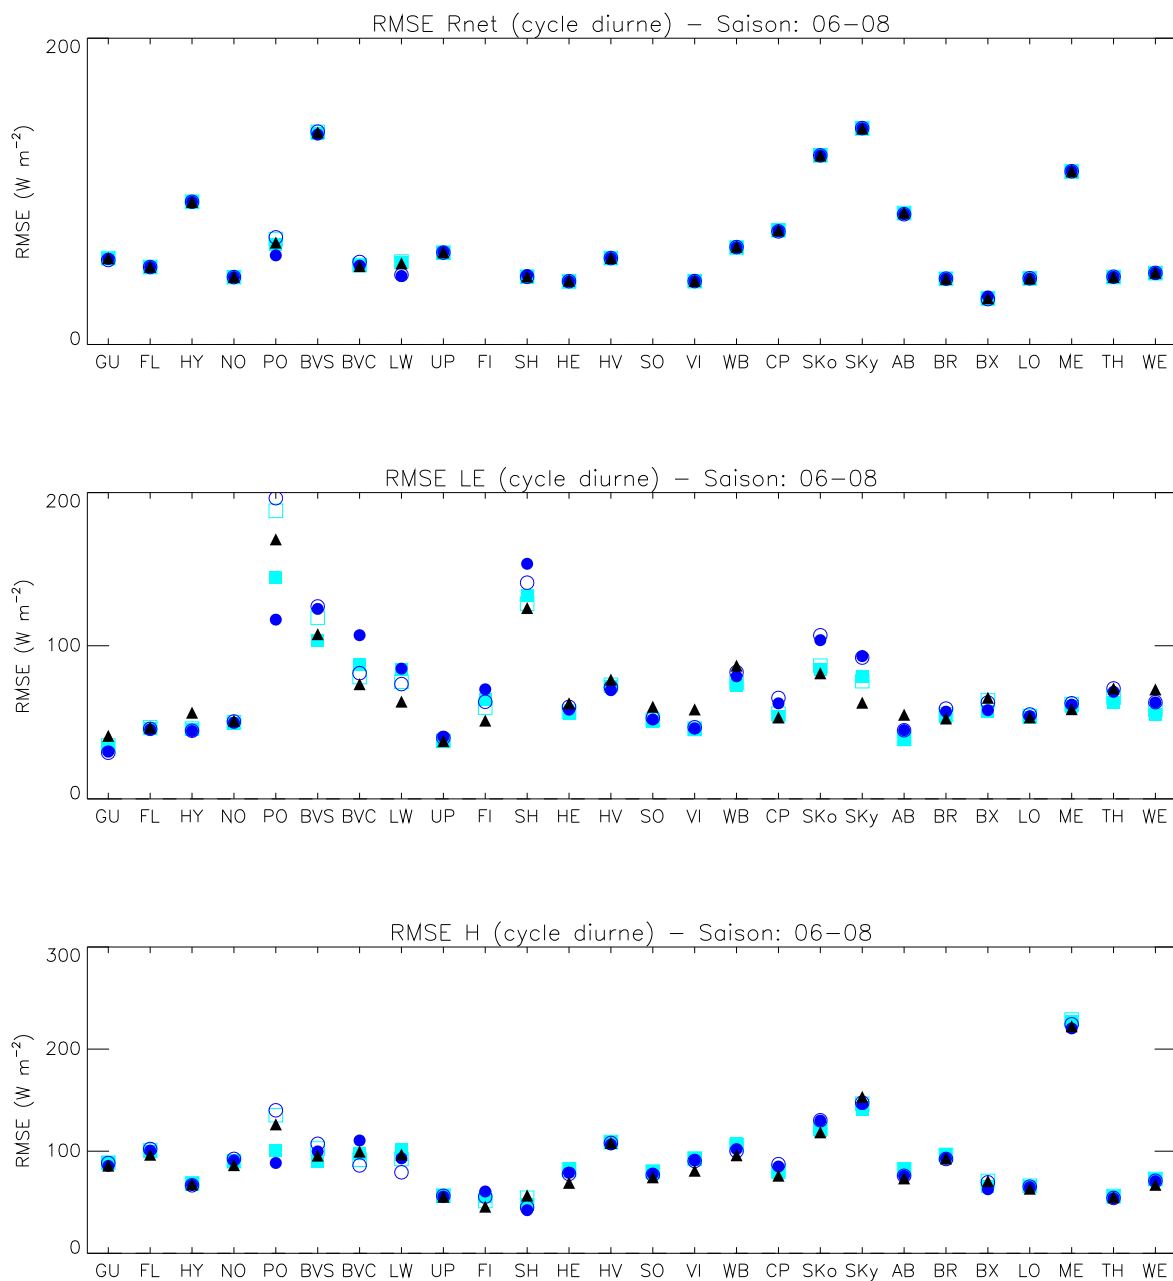 RMSE Rnet (cycle diurne) − Saison: 06−08
200
RMSE (W m−2)
0
GU FL HY NO PO BVS BVC LW UP FI SH HE HV SO VI WB CP SKo SKy AB BR BX LO ME TH WE
RMSE LE (cycle diurne) − Saison: 06−08
200
RMSE (W m−2)
100
0
GU FL HY NO PO BVS BVC LW UP FI SH HE HV SO VI WB CP SKo SKy AB BR BX LO ME TH WE
RMSE H (cycle diurne) − Saison: 06−08
300
200
RMSE (W m−2)
100
0
GU FL HY NO PO BVS BVC LW UP FI SH HE HV SO VI WB CP SKo SKy AB BR BX LO ME TH WE